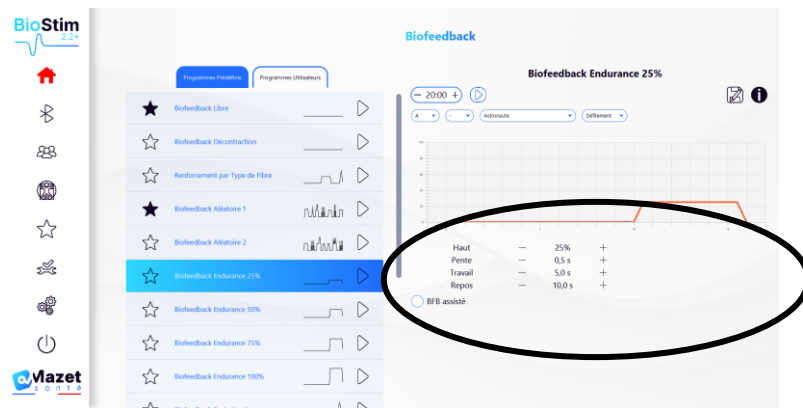 BioStim
2.2+
Biofeedback
Programmes Prédéfinis
Programmes Utilisateurs
Biofeedback Libre
Biofeedback Décontraction
Renforcement par Type de Fibre
Biofeedback Aléatoire 1
Biofeedback Aléatoire 2
Biofeedback Endurance 25%
Biofeedback Endurance 50%
Biofeedback Endurance 75%
Biofeedback Endurance 100%
Biofeedback Endurance 25%
− 20:00 +
A - Astronaute Défilement
Haut − 25% +
Pente − 0,5 s +
Travail − 5,0 s +
Repos − 10,0 s +
BFB assisté
Mazet
santé